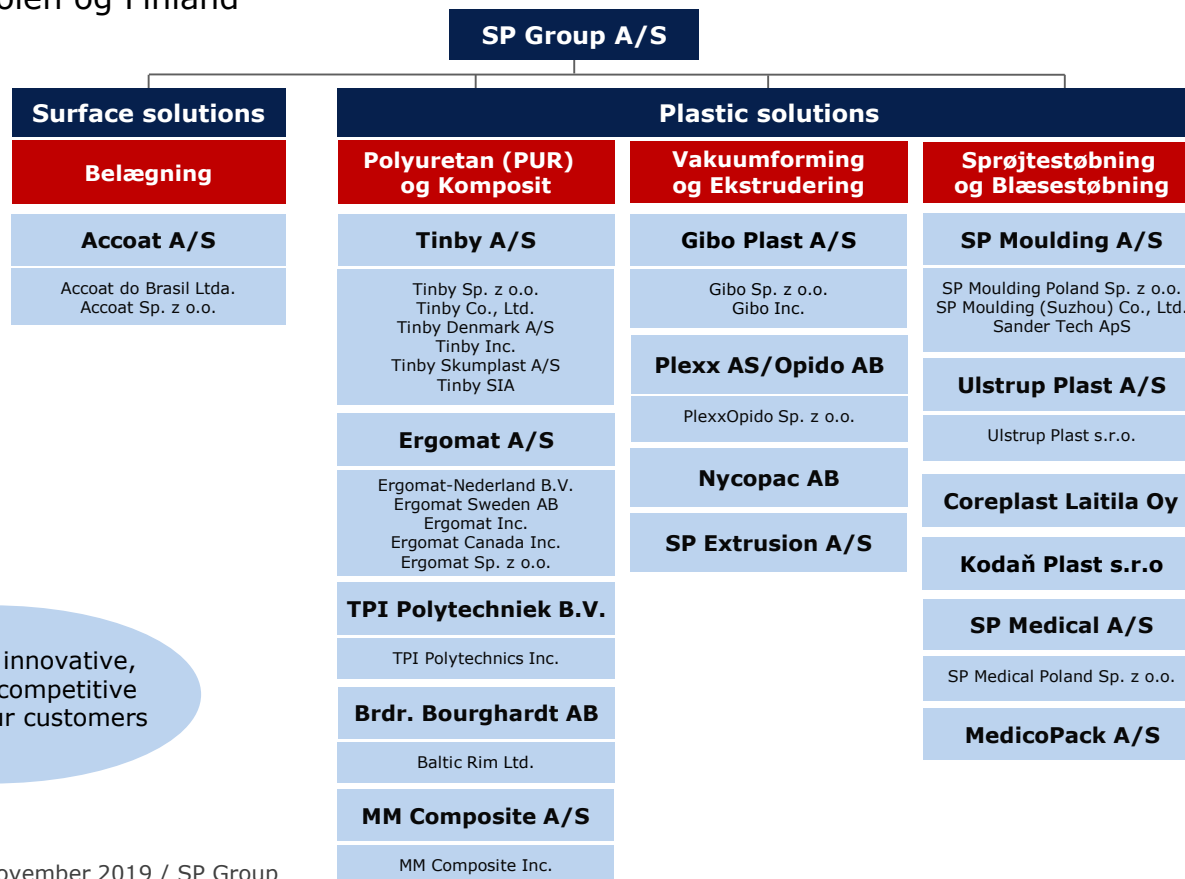 og Finland
SP Group A/S
Surface solutions
Plastic solutions
Belægning
Accoat A/S
Accoat do Brasil Ltda.
Accoat Sp. z o.o.
Polyuretan (PUR)
og Komposit
Tinby A/S
Tinby Sp. z o.o.
Tinby Co., Ltd.
Tinby Denmark A/S
Tinby Inc.
Tinby Skumplast A/S
Tinby SIA
Ergomat A/S
Ergomat-Nederland B.V.
Ergomat Sweden AB
Ergomat Inc.
Ergomat Canada Inc.
Ergomat Sp. z o.o.
TPI Polytechniek B.V.
TPI Polytechnics Inc.
Brdr. Bourghardt AB
Baltic Rim Ltd.
MM Composite A/S
MM Composite Inc.
Vakuumforming
og Ekstrudering
Gibo Plast A/S
Gibo Sp. z o.o.
Gibo Inc.
Plexx AS/Opido AB
PlexxOpido Sp. z o.o.
Nycopac AB
SP Extrusion A/S
Sprøjtestøbning
og Blæsestøbning
SP Moulding A/S
SP Moulding Poland Sp. z o.o.
SP Moulding (Suzhou) Co., Ltd.
Sander Tech ApS
Ulstrup Plast A/S
Ulstrup Plast s.r.o.
Coreplast Laitila Oy
Kodaň Plast s.r.o
SP Medical A/S
SP Medical Poland Sp. z o.o.
MedicoPack A/S
innovative,
competitive
customers
2019 / SP Group